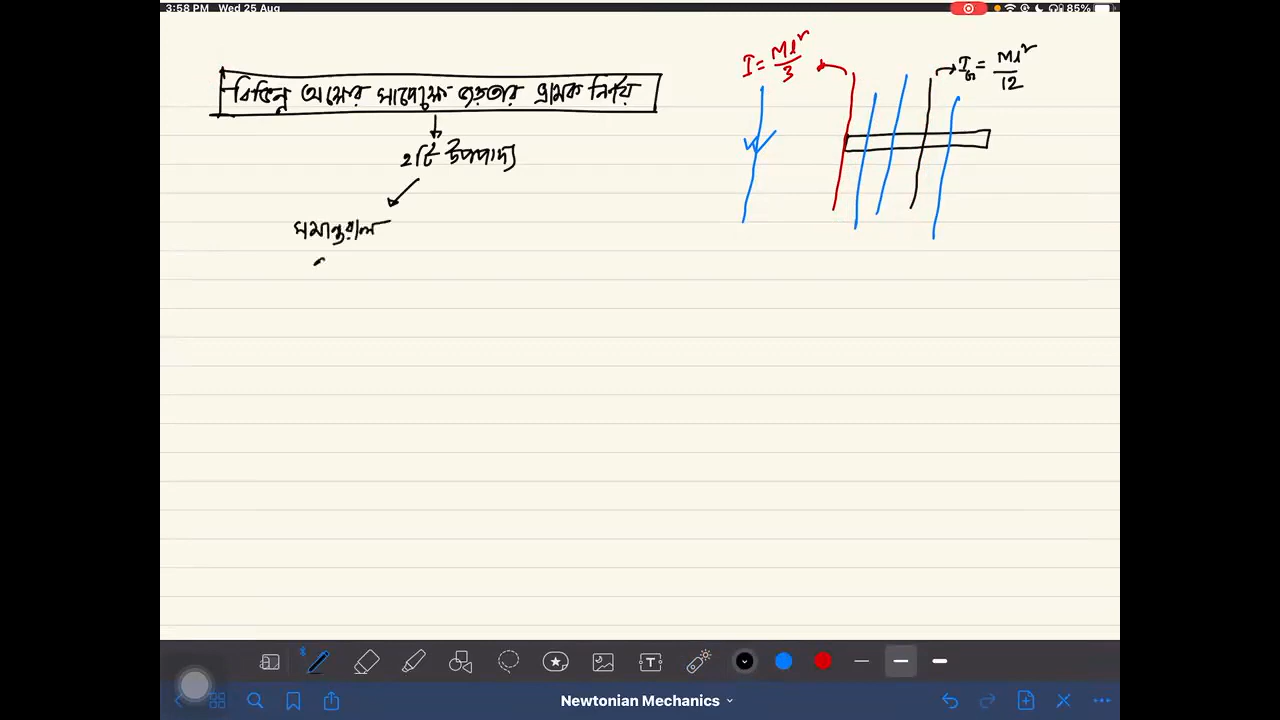 3:58 PM Wed 25 Aug
85%
বিভিন্ন অক্ষের সাপেক্ষে জড়তার ভ্রামক নির্ণয়
২টি উপপাদ্য
সমান্তরাল
I = Ml²/3
= Ml²/12
Newtonian Mechanics